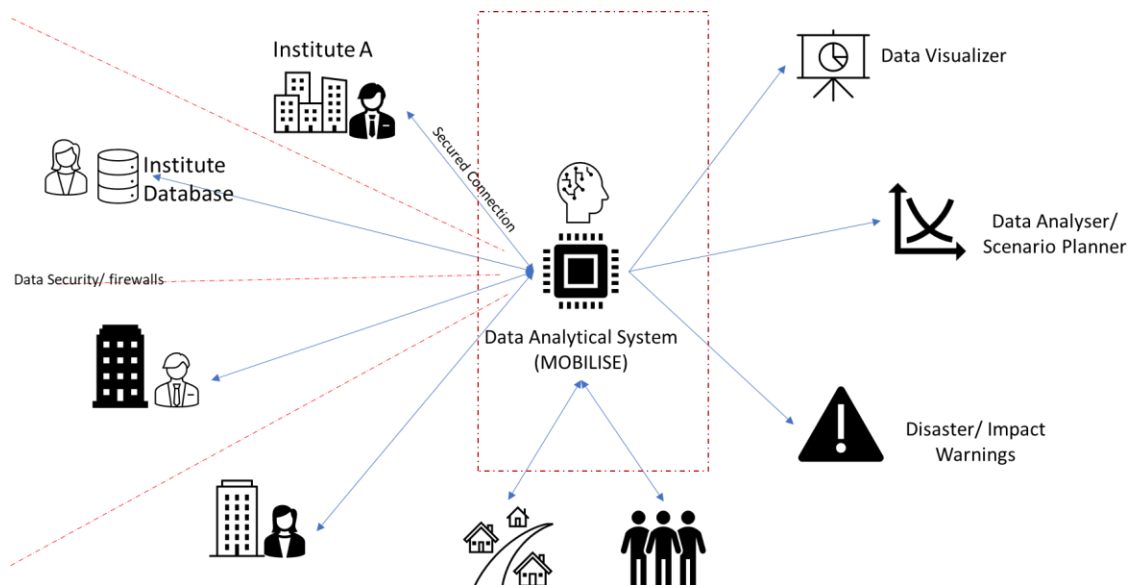 Institute A
Data Visualizer
Secured Connection
Institute
Database
Data Analyser/
Scenario Planner
Data Security/ firewalls
Data Analytical System
(MOBILISE)
Disaster/ Impact
Warnings